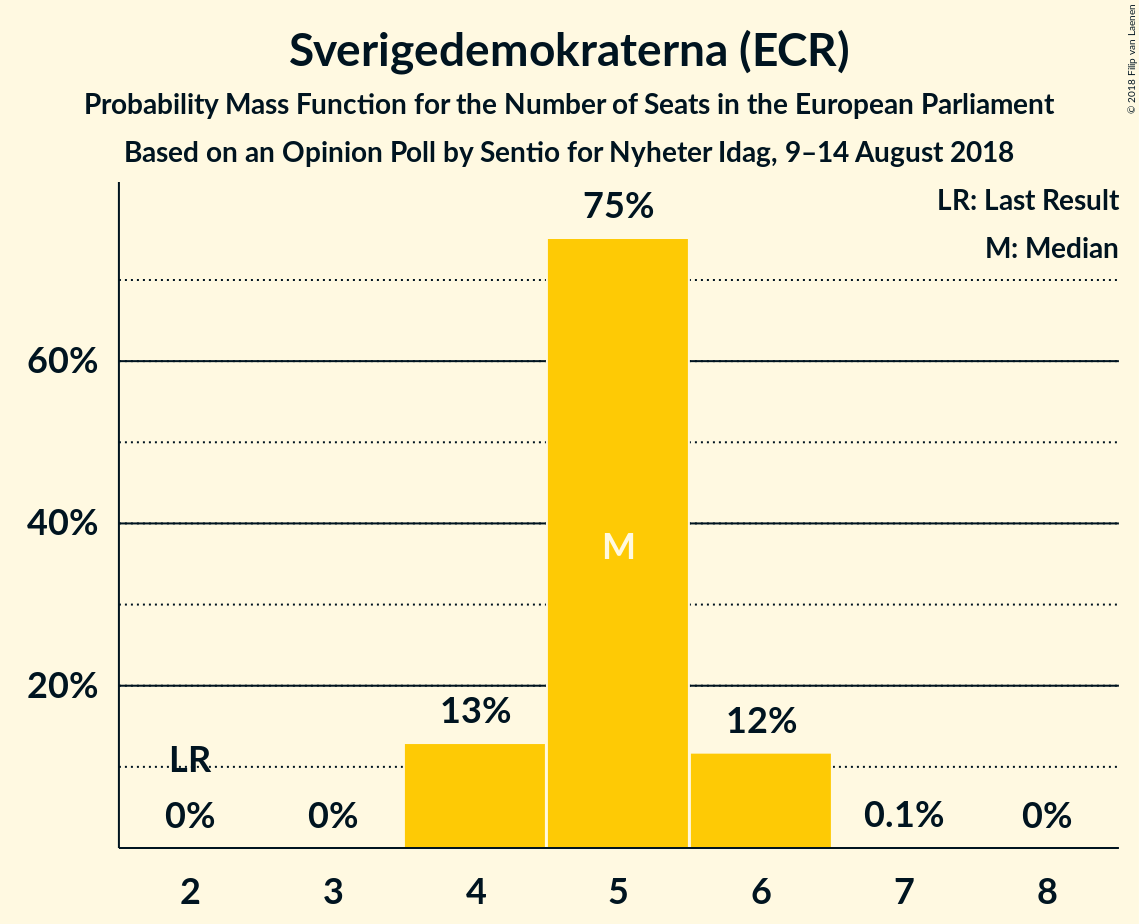 Sverigedemokraterna (ECR)
Probability Mass Function for the Number of Seats in the European Parliament
Based on an Opinion Poll by Sentio for Nyheter Idag, 9–14 August 2018
© 2018 Filip van Laenen
LR: Last Result
M: Median
75%
60%
M
40%
20%
13%
12%
LR
0%
0%
0.1%
0%
2 3 4 5 6 7 8